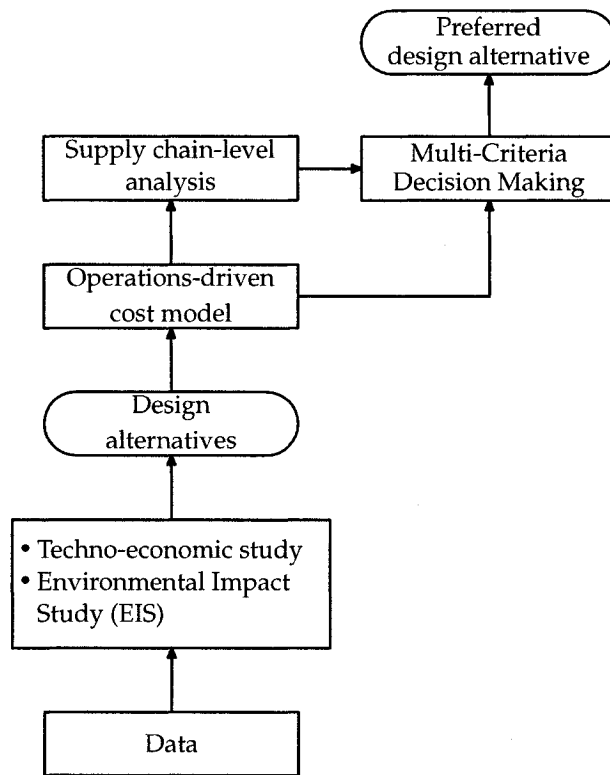 Preferred
design alternative
Supply chain-level
analysis
Multi-Criteria
Decision Making
Operations-driven
cost model
Design
alternatives
• Techno-economic study
• Environmental Impact
Study (EIS)
Data